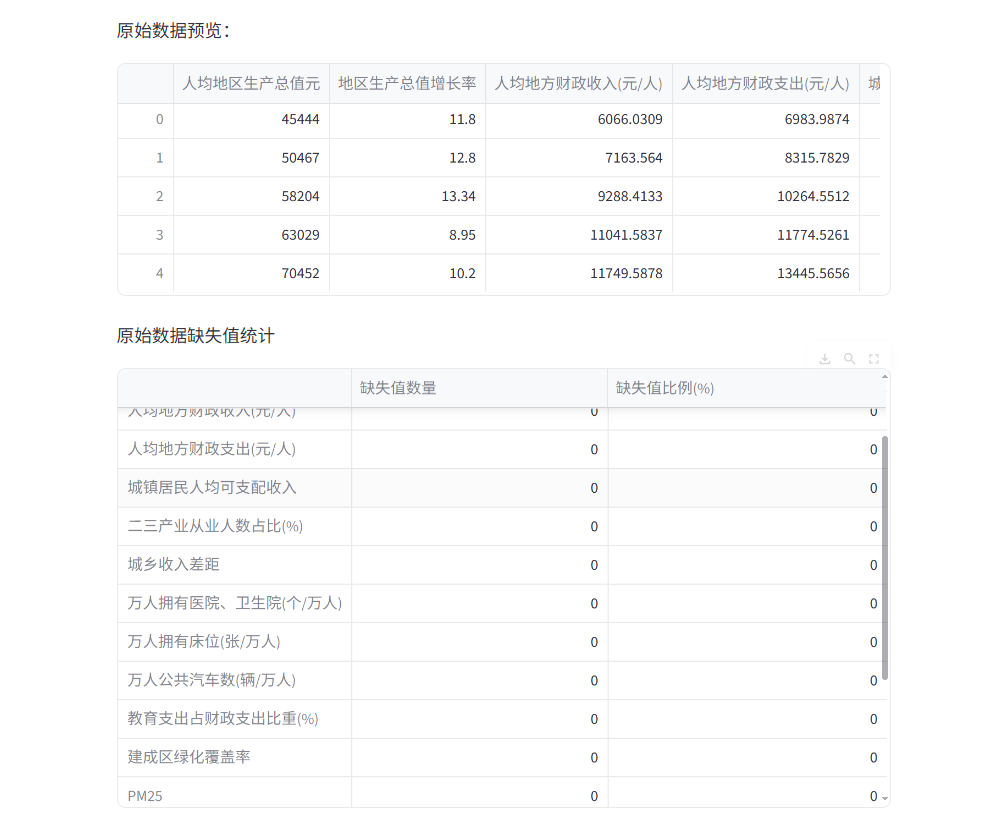 原始数据预览：
人均地区生产总值元 地区生产总值增长率 人均地方财政收入(元/人) 人均地方财政支出(元/人) 城
0 45444 11.8 6066.0309 6983.9874
1 50467 12.8 7163.564 8315.7829
2 58204 13.34 9288.4133 10264.5512
3 63029 8.95 11041.5837 11774.5261
4 70452 10.2 11749.5878 13445.5656
原始数据缺失值统计
缺失值数量 缺失值比例(%)
人均地方财政收入(元/人) 0 0
人均地方财政支出(元/人) 0 0
城镇居民人均可支配收入 0 0
二三产业从业人数占比(%) 0 0
城乡收入差距 0 0
万人拥有医院、卫生院(个/万人) 0 0
万人拥有床位(张/万人) 0 0
万人公共汽车数(辆/万人) 0 0
教育支出占财政支出比重(%) 0 0
建成区绿化覆盖率 0 0
PM25 0 0